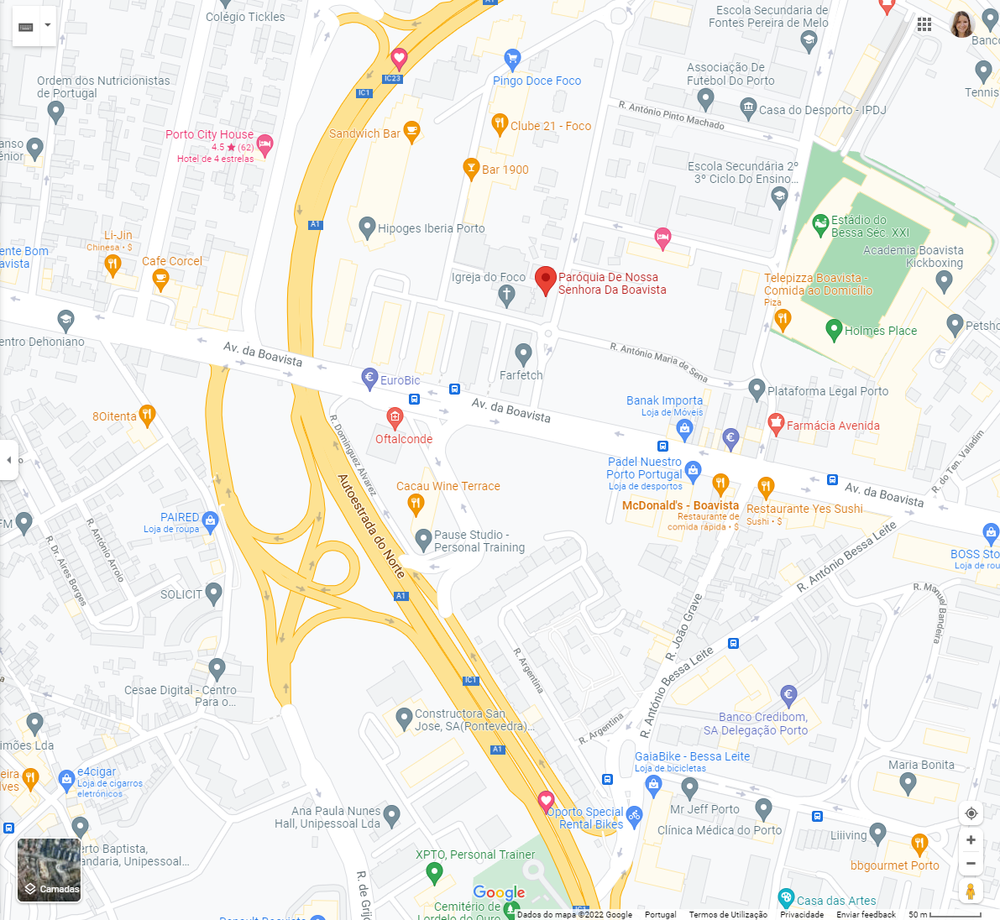 Colégio Tickles
Escola Secundaria de
Fontes Pereira de Melo
IC23
IC1
Pingo Doce Foco
Associação De
Futebol Do Porto
Banc
Tennis
Ordem dos Nutricionistas
de Portugal
R. António Pinto Machado
Casa do Desporto - IPDJ
Porto City House
4.5 ★ (62)
Hotel de 4 estrelas
Sandwich Bar
Clube 21 - Foco
anso
énior
Bar 1900
Escola Secundária 2º
3º Ciclo Do Ensino...
A1
Hipoges Iberia Porto
Estádio do
Bessa Séc. XXI
Li-Jin
Chinesa • $
Cafe Corcel
ente Bom
avista
Academia Boavista
Kickboxing
Igreja do Foco
Paróquia De Nossa
Senhora Da Boavista
Telepizza Boavista -
Comida ao Domicílio
Piza
entro Dehoniano
Av. da Boavista
Holmes Place
Petsho
Farfetch
R. António Maria de Sena
EuroBic
Plataforma Legal Porto
8Oitenta
Av. da Boavista
Banak Importa
Loja de Móveis
Oftalconde
R. Dominguez Alvarez
Farmácia Avenida
Padel Nuestro
Porto Portugal
Loja de desportos
R. do Ten. Valadim
Cacau Wine Terrace
Autoestrada do Norte
Av. da Boavista
McDonald's - Boavista
Restaurante de
comida rápida • $
Restaurante Yes Sushi
Sushi • $
FM
PAIRED
Loja de roupa
R. António Arroio
R. Dr. Aires Borges
Pause Studio -
Personal Training
R. António Bessa Leite
BOSS Sto
Loja de rou
SOLICIT
A1
R. João Grave
R. Manuel Bandeira
R. Argentina
IC1
R. António Bessa Leite
Cesae Digital - Centro
Para o...
Constructora San
Jose, SA(Pontevedra)...
Banco Credibom,
SA Delegação Porto
R. Argentina
imões Lda
A1
GaiaBike - Bessa Leite
Loja de bicicletas
Maria Bonita
eira
lves
e4cigar
Loja de cigarros
eletrónicos
Ana Paula Nunes
Hall, Unipessoal Lda
Oporto Special
Rental Bikes
Mr Jeff Porto
Clínica Médica do Porto
Liiiving
erto Baptista,
andaria, Unipessoal...
XPTO, Personal Trainer
bbgourmet Porto
Camadas
R. de Grijó
Google
Cemitério de
Lordelo do Ouro
Casa das Artes
Renault Boavista
IC1
Dados do mapa ©2022 Google
Portugal
Termos de Utilização
Privacidade
Enviar feedback
50 m